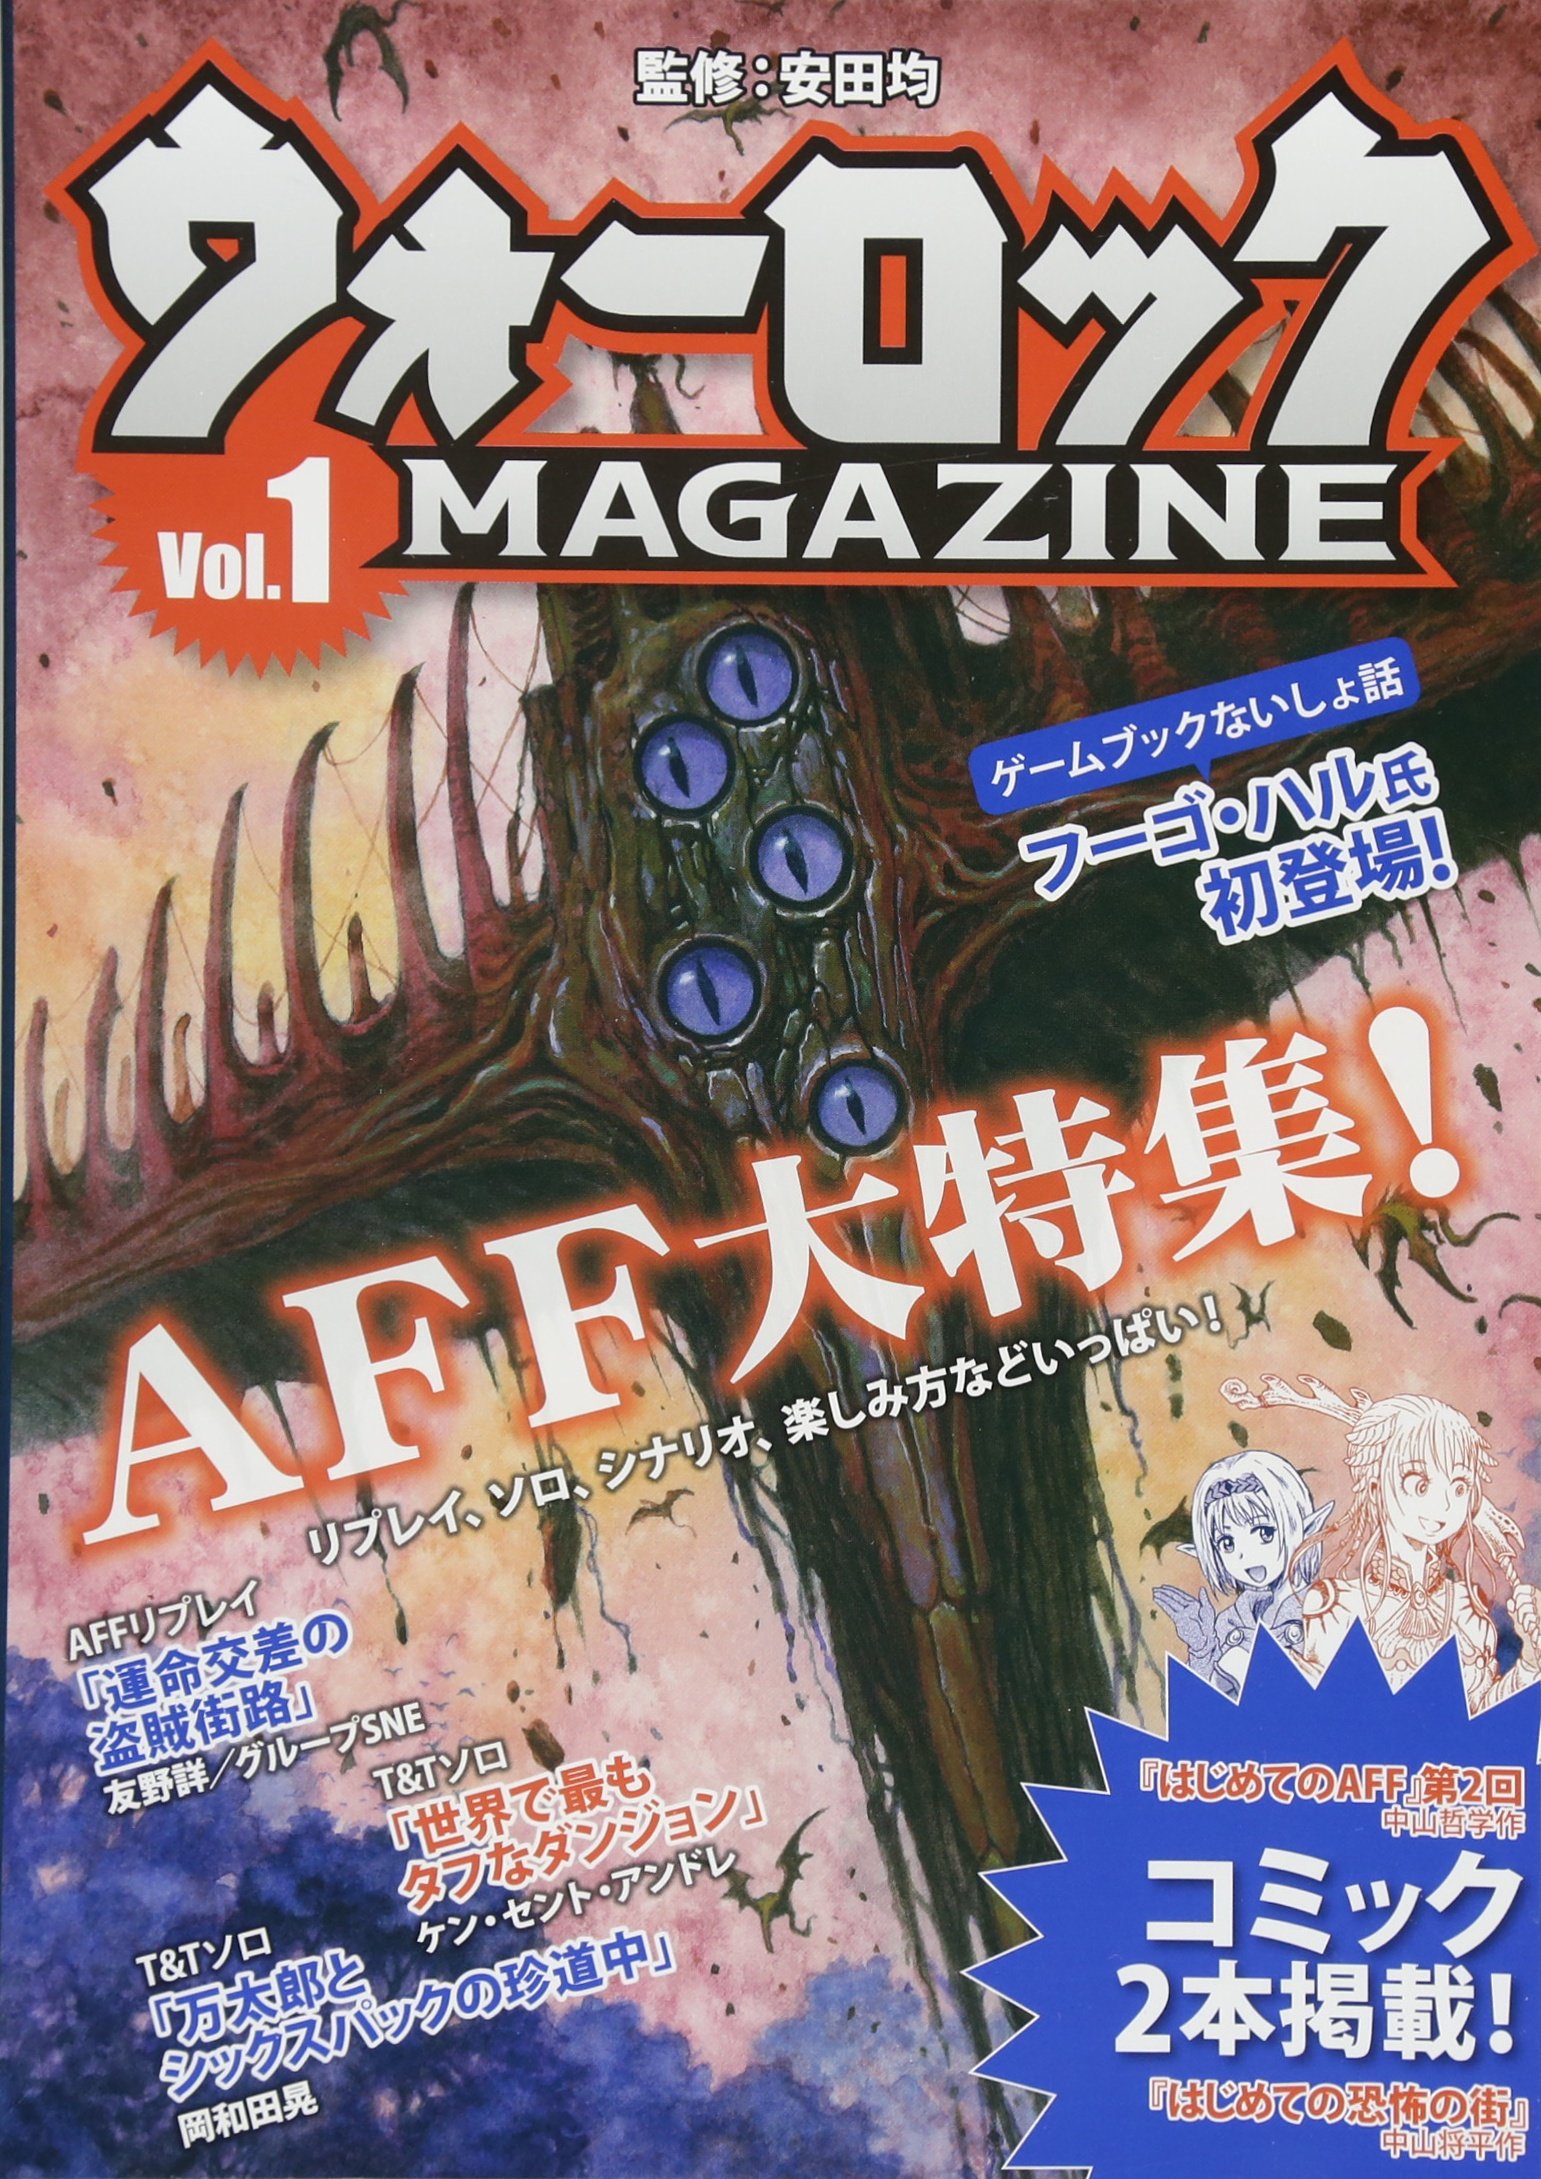 監修：安田均
ウォーロック
MAGAZINE
Vol.1
ゲームブックないしょ話
フーゴ・ハル氏
初登場！
AFF大特集！
リプレイ、ソロ、シナリオ、楽しみ方などいっぱい！
AFFリプレイ
「運命交差の
盗賊街路」
友野詳／グループSNE
T&Tソロ
「世界で最も
タフなダンジョン」
ケン・セント・アンドレ
T&Tソロ
「万太郎と
シックスパックの珍道中」
岡和田晃
『はじめてのAFF』第2回
中山哲学作
コミック
2本掲載！
『はじめての恐怖の街』
中山将平作